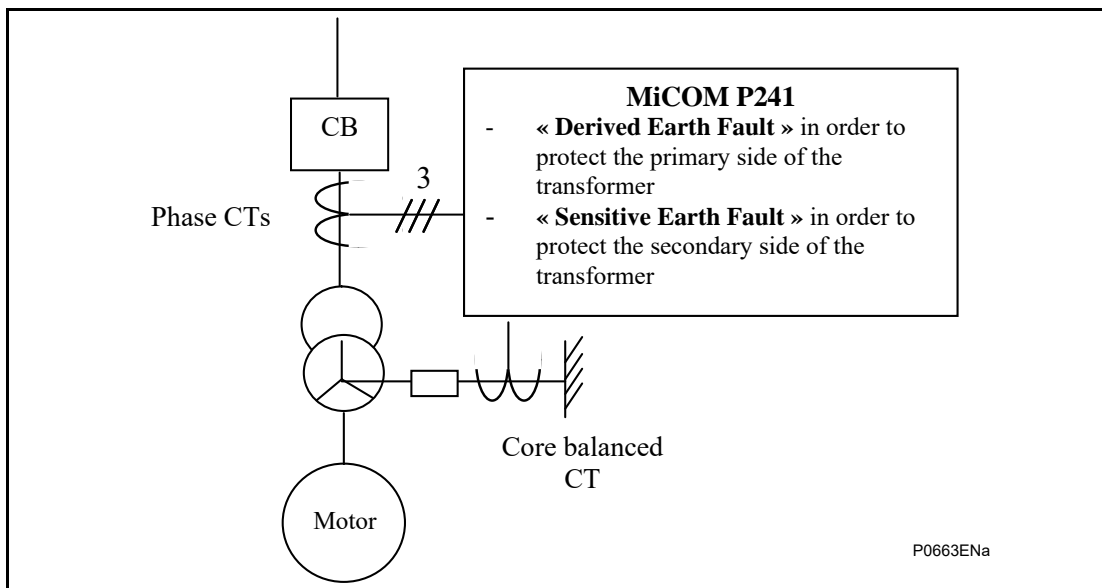 MiCOM P241
- « Derived Earth Fault » in order to
protect the primary side of the
transformer
- « Sensitive Earth Fault » in order to
protect the secondary side of the
transformer
CB
3
Phase CTs
Core balanced
CT
Motor
P0663ENa